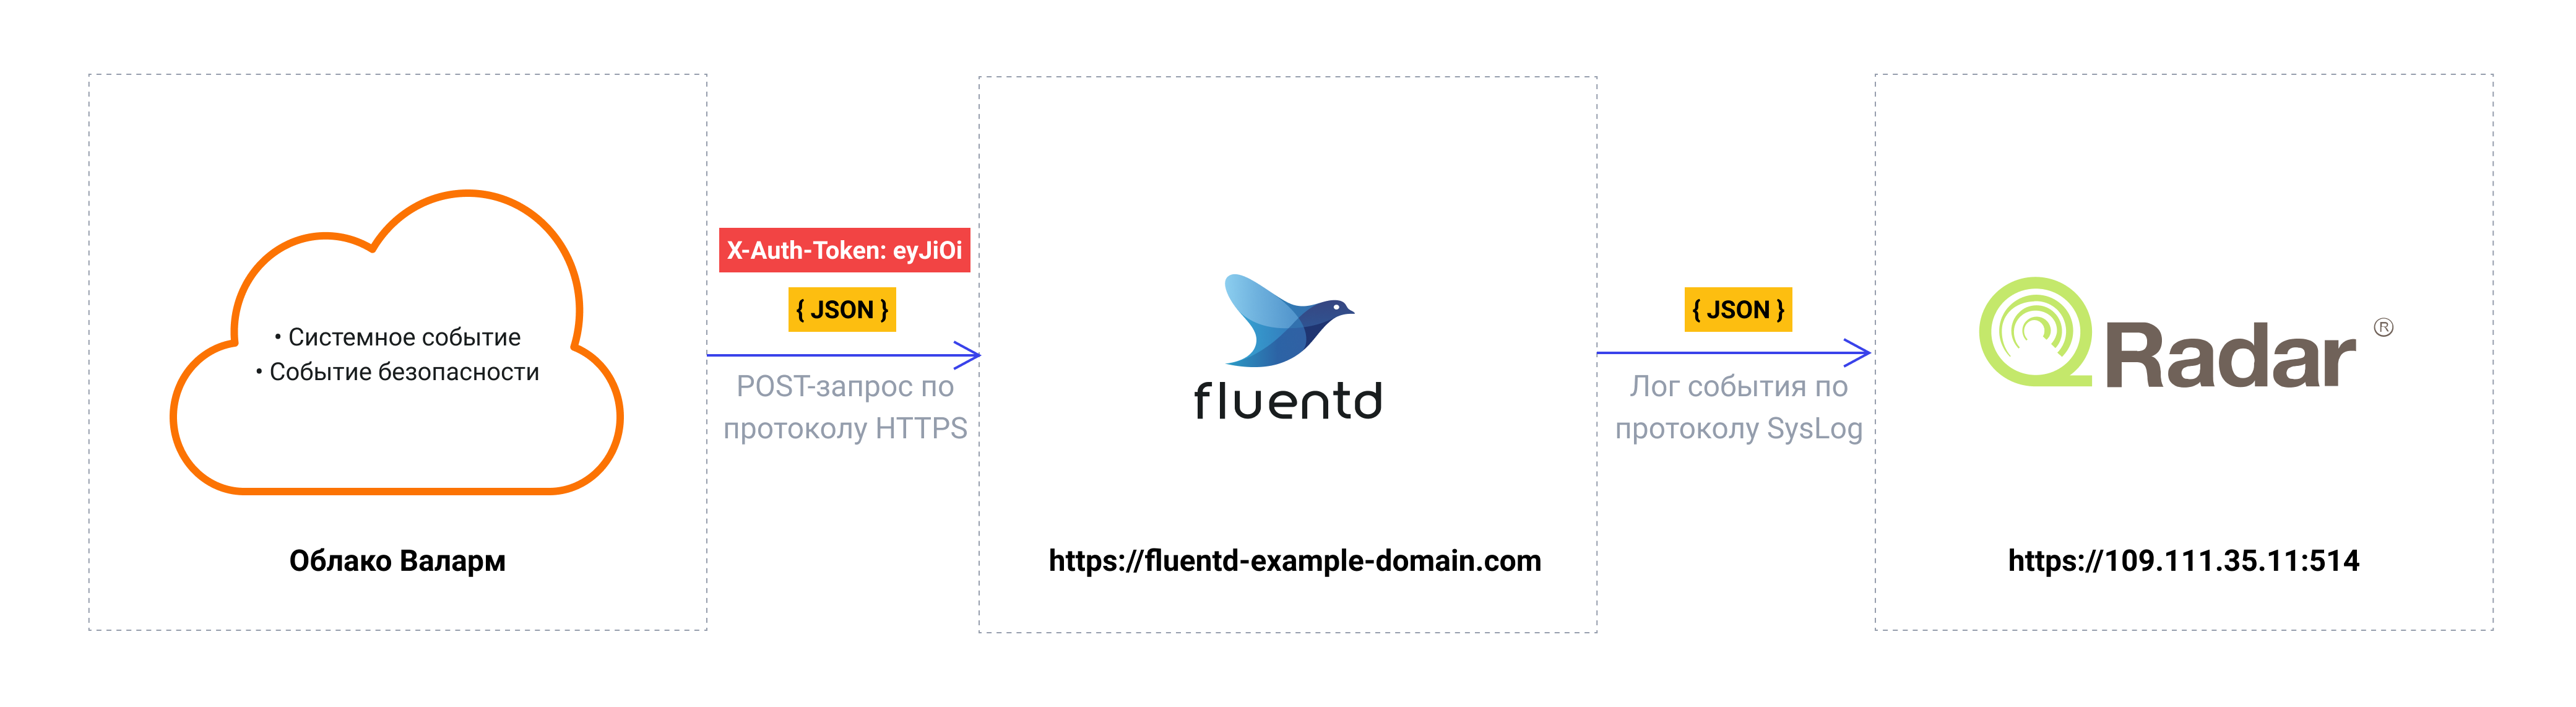 • Системное событие
• Событие безопасности
Облако Валарм
X-Auth-Token: eyJiOi
{ JSON }
POST-запрос по
протоколу HTTPS
fluentd
https://fluentd-example-domain.com
{ JSON }
Лог события по
протоколу SysLog
QRadar ®
https://109.111.35.11:514